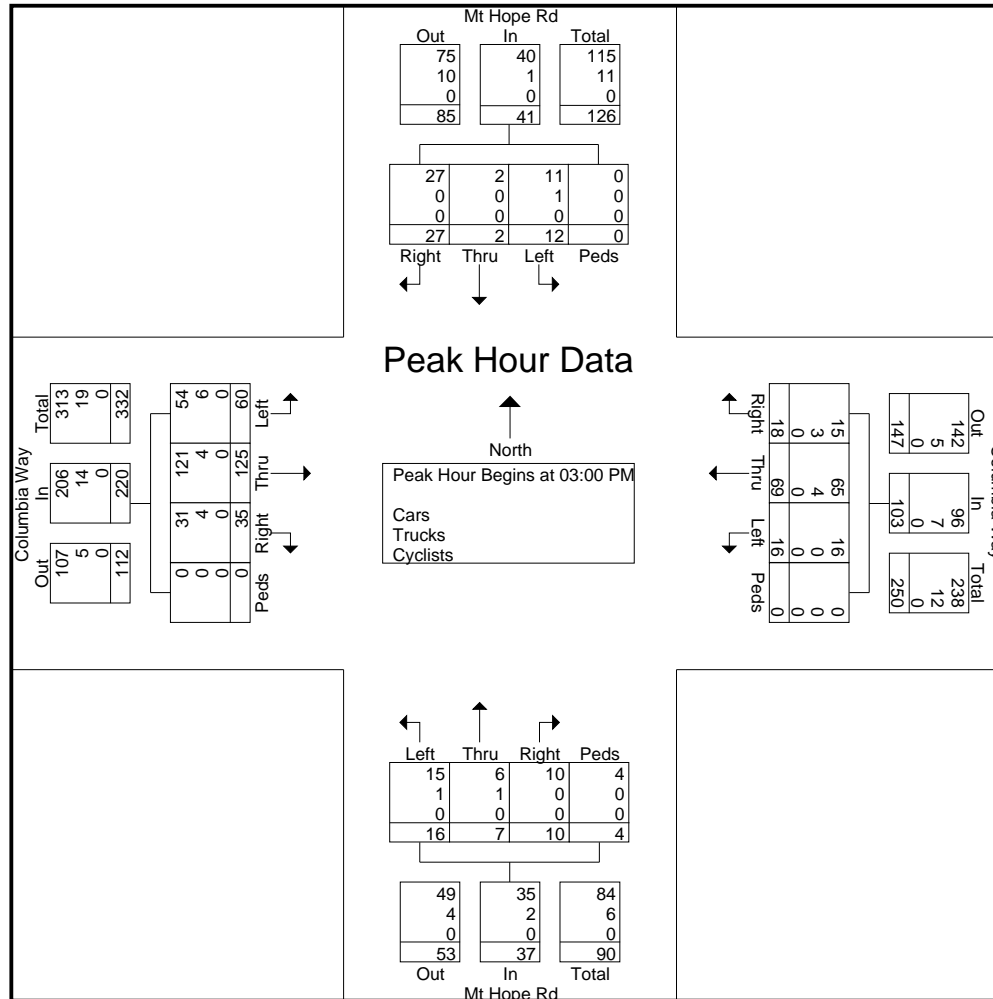 Mt Hope Rd
Out In Total
75 40 115
10 1 11
0 0 0
85 41 126
27 2 11 0
0 0 1 0
0 0 0 0
27 2 12 0
Right Thru Left Peds
Peak Hour Data
North
Peak Hour Begins at 03:00 PM
Cars
Trucks
Cyclists
Columbia Way
Out In Total
107 206 313
5 14 19
0 0 0
112 220 332
Peds Right Thru Left
0 31 121 54
0 4 4 6
0 0 0 0
0 35 125 60
Right Thru Left Peds
15 65 16 0
3 4 0 0
0 0 0 0
18 69 16 0
Out In Total
142 96 238
5 7 12
0 0 0
147 103 250
Left Thru Right Peds
15 6 10 4
1 1 0 0
0 0 0 0
16 7 10 4
49 35 84
4 2 6
0 0 0
53 37 90
Out In Total
Mt Hope Rd